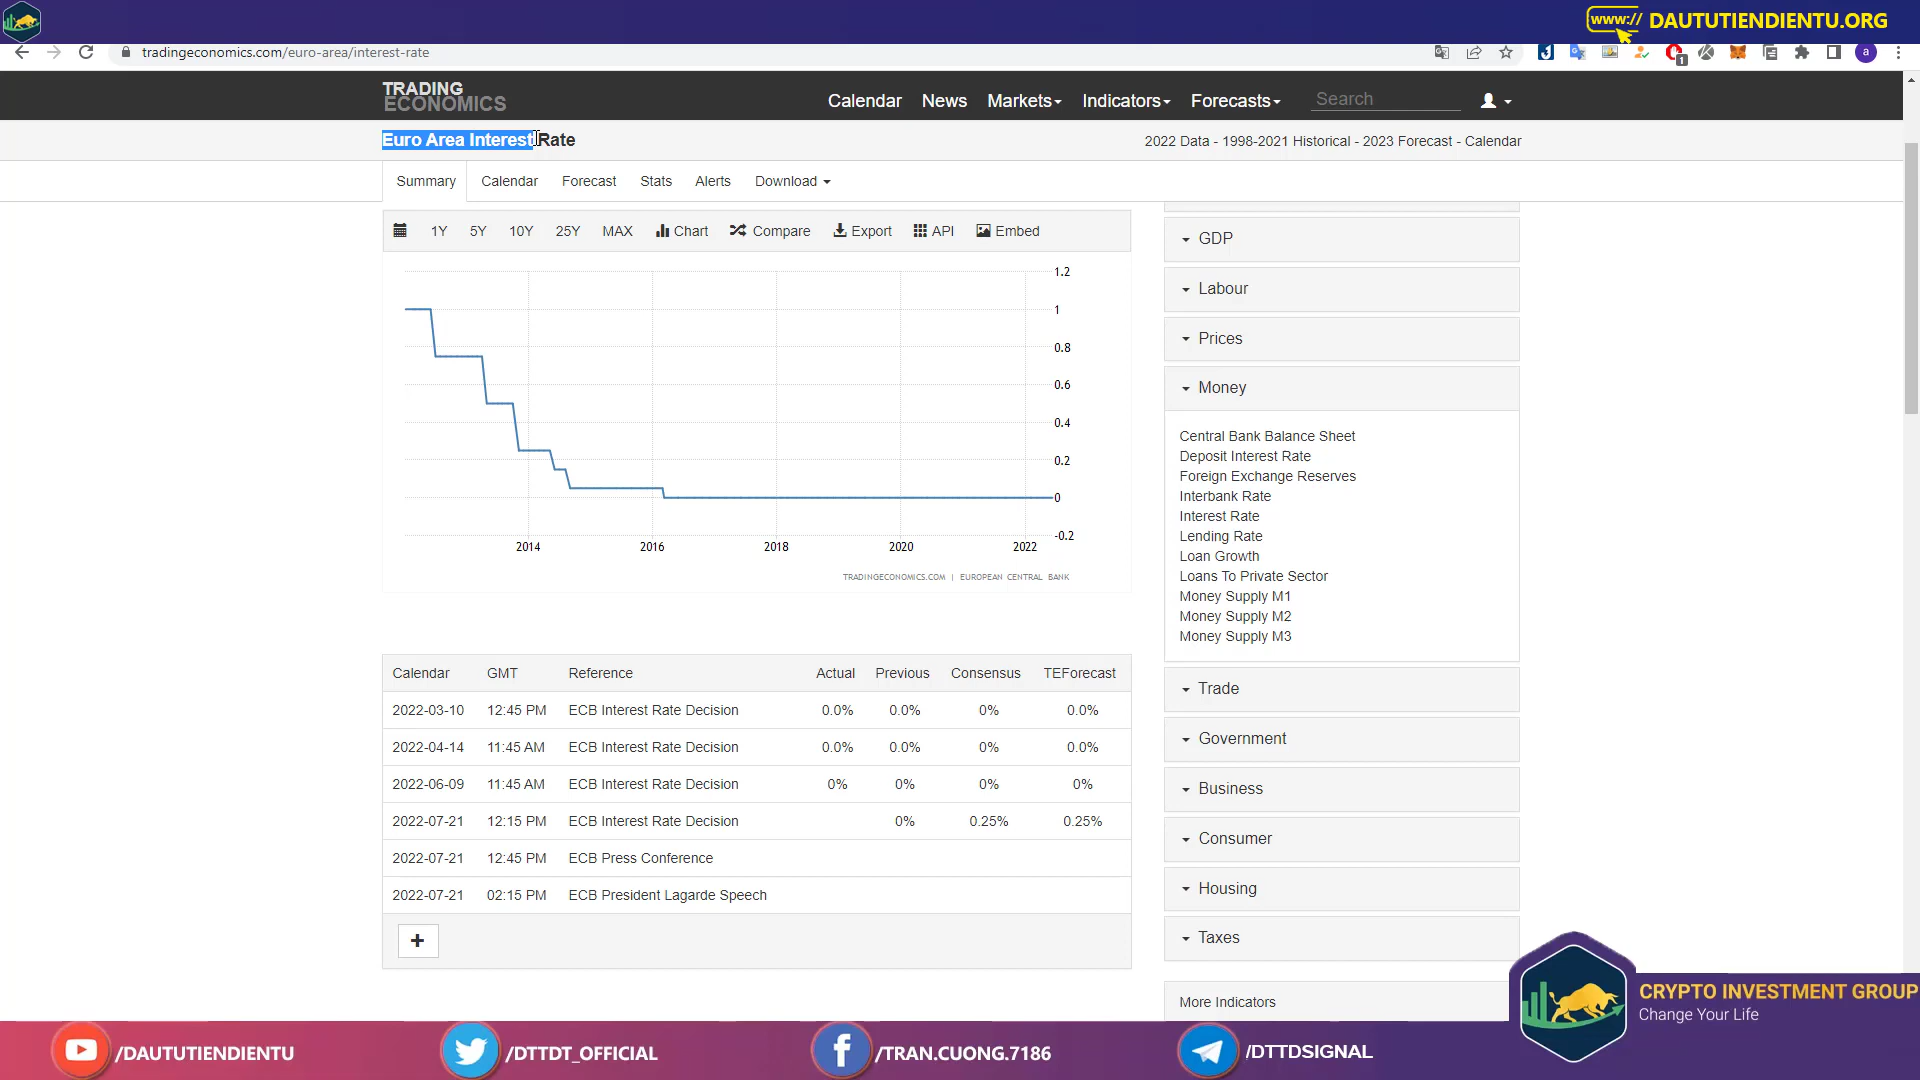 www://
DAUTUTIENDIENTU.ORG
tradingeconomics.com/euro-area/interest-rate
1
a
TRADING
ECONOMICS
Calendar News Markets Indicators Forecasts Search
Euro Area Interest Rate
2022 Data - 1998-2021 Historical - 2023 Forecast - Calendar
Summary Calendar Forecast Stats Alerts Download
1Y 5Y 10Y 25Y MAX Chart Compare Export API Embed
1.2
1
0.8
0.6
0.4
0.2
0
-0.2
2014 2016 2018 2020 2022
TRADINGECONOMICS.COM | EUROPEAN CENTRAL BANK
Calendar GMT Reference Actual Previous Consensus TEForecast
2022-03-10 12:45 PM ECB Interest Rate Decision 0.0% 0.0% 0% 0.0%
2022-04-14 11:45 AM ECB Interest Rate Decision 0.0% 0.0% 0% 0.0%
2022-06-09 11:45 AM ECB Interest Rate Decision 0% 0% 0% 0%
2022-07-21 12:15 PM ECB Interest Rate Decision 0% 0.25% 0.25%
2022-07-21 12:45 PM ECB Press Conference
2022-07-21 02:15 PM ECB President Lagarde Speech
+
GDP
Labour
Prices
Money
Central Bank Balance Sheet
Deposit Interest Rate
Foreign Exchange Reserves
Interbank Rate
Interest Rate
Lending Rate
Loan Growth
Loans To Private Sector
Money Supply M1
Money Supply M2
Money Supply M3
Trade
Government
Business
Consumer
Housing
Taxes
More Indicators
CRYPTO INVESTMENT GROUP
Change Your Life
/DAUTUTIENDIENTU
/DTTDT_OFFICIAL
/TRAN.CUONG.7186
/DTTDSIGNAL